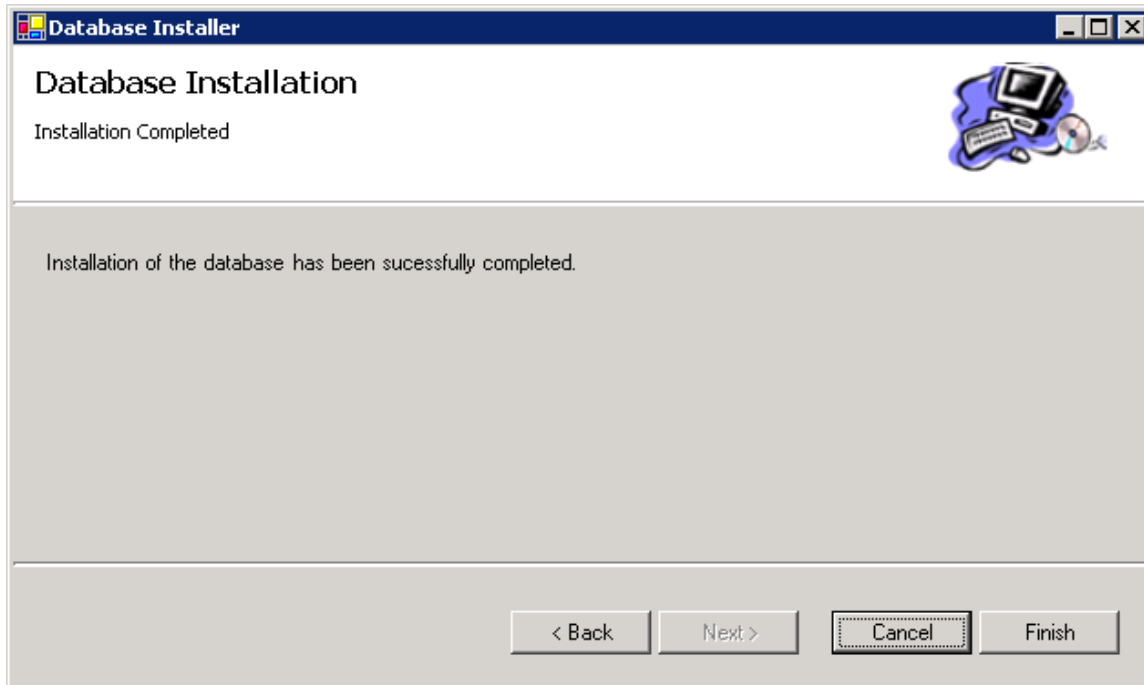 Database Installer
Database Installation
Installation Completed
Installation of the database has been sucessfully completed.
< Back
Next >
Cancel
Finish